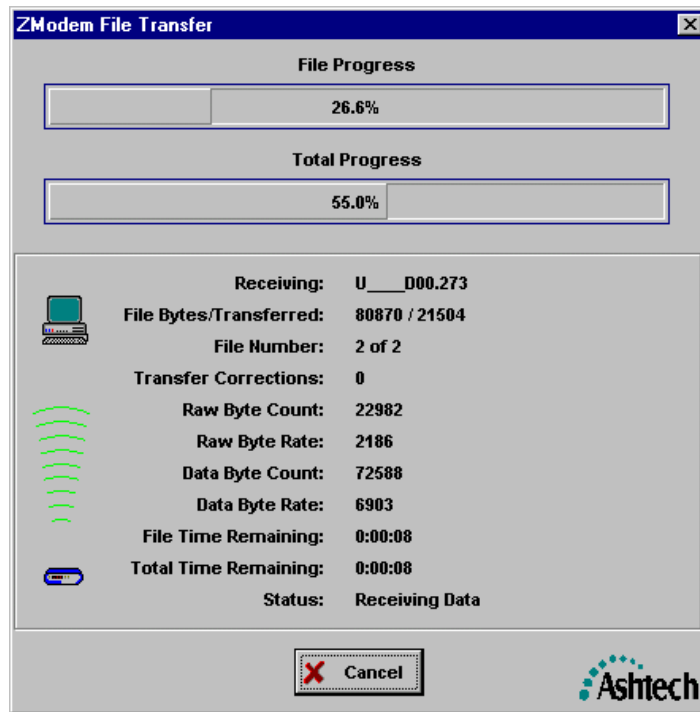 ZModem File Transfer
File Progress
26.6%
Total Progress
55.0%
Receiving: U____D00.273
File Bytes/Transferred: 80870 / 21504
File Number: 2 of 2
Transfer Corrections: 0
Raw Byte Count: 22982
Raw Byte Rate: 2186
Data Byte Count: 72588
Data Byte Rate: 6903
File Time Remaining: 0:00:08
Total Time Remaining: 0:00:08
Status: Receiving Data
Cancel
Ashtech